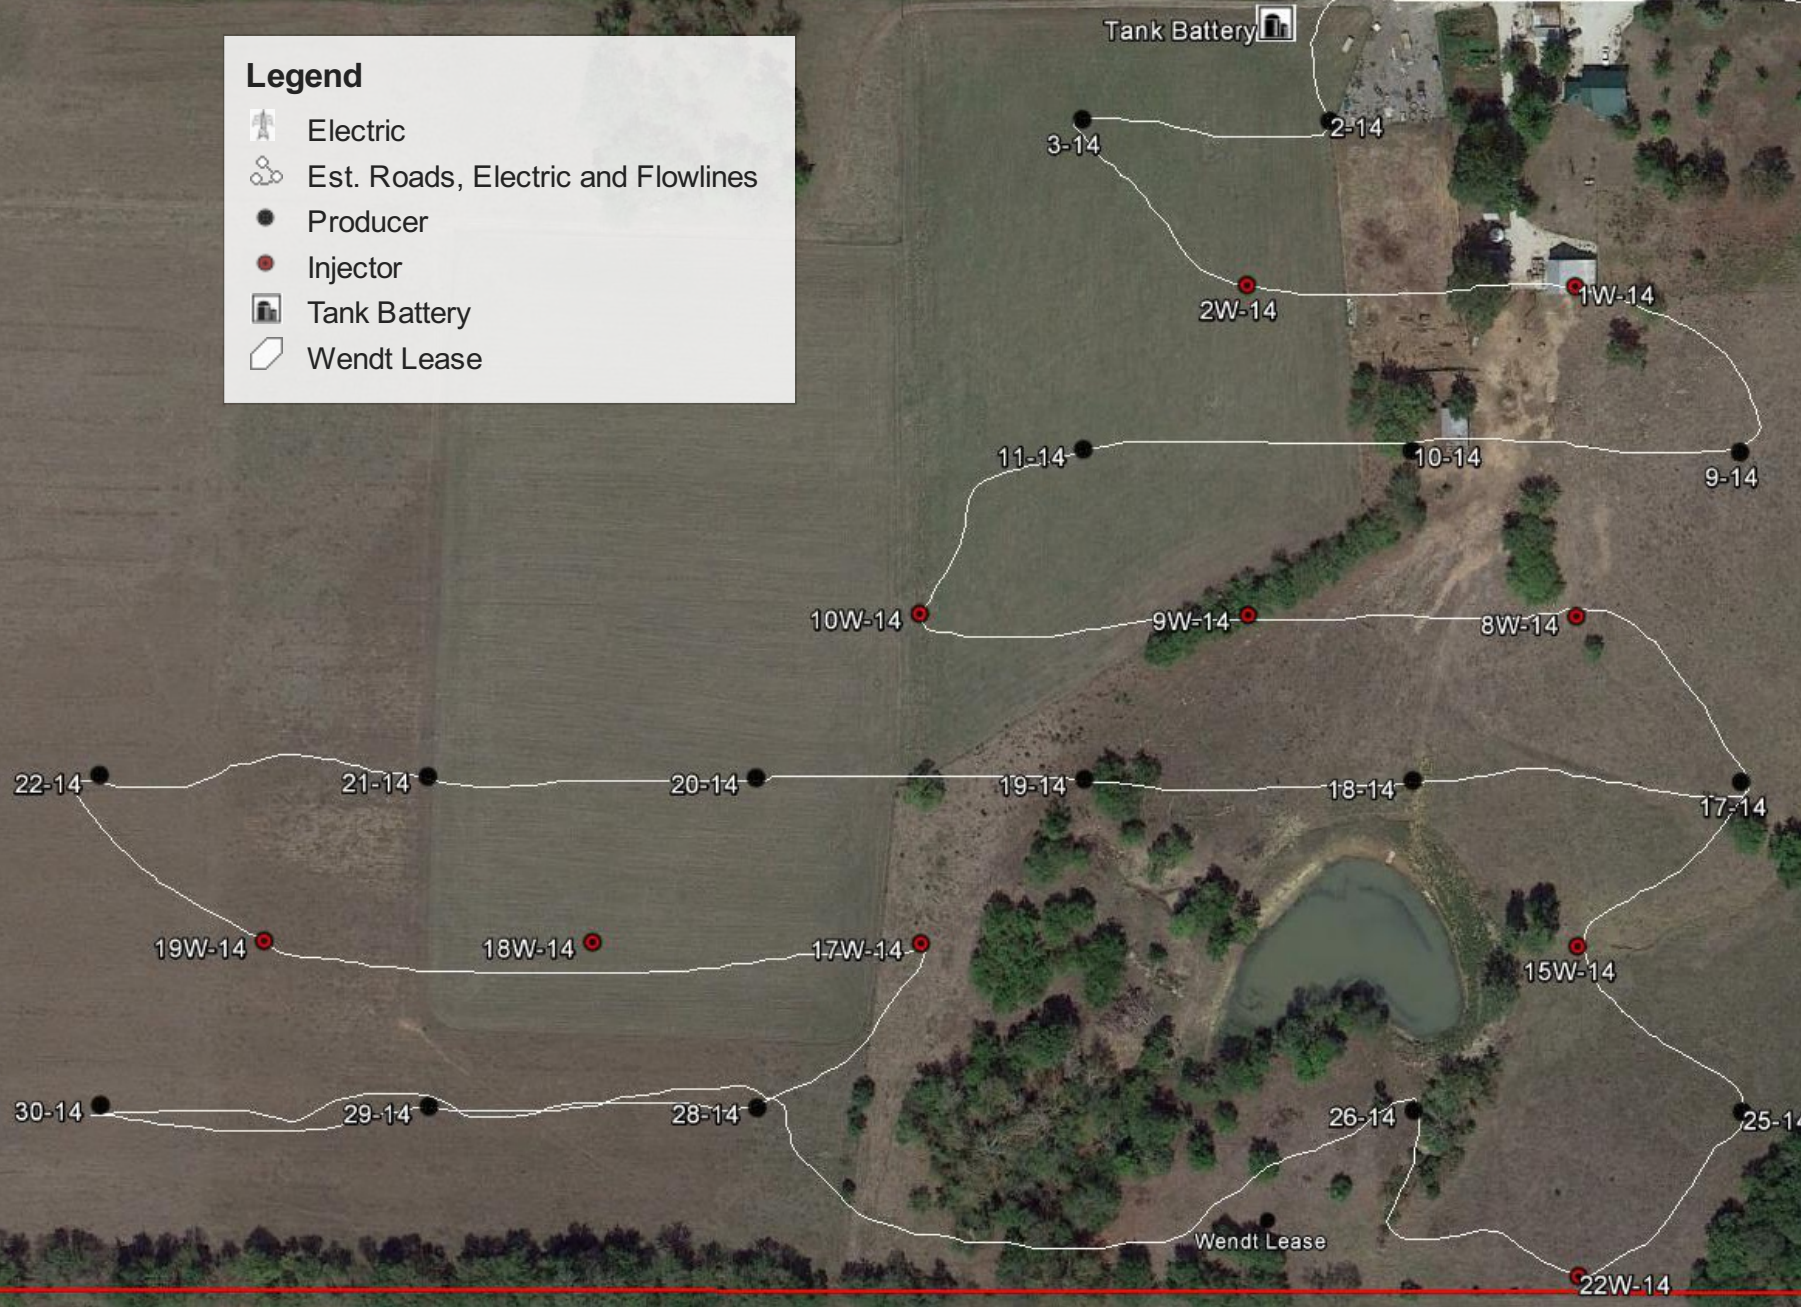 Tank Battery
Legend
Electric
Est. Roads, Electric and Flowlines
Producer
Injector
Tank Battery
Wendt Lease
2-14
3-14
2W-14
1W-14
11-14
10-14
9-14
10W-14
9W-14
8W-14
22-14
21-14
20-14
19-14
18-14
17-14
19W-14
18W-14
17W-14
15W-14
30-14
29-14
28-14
26-14
25-14
Wendt Lease
22W-14